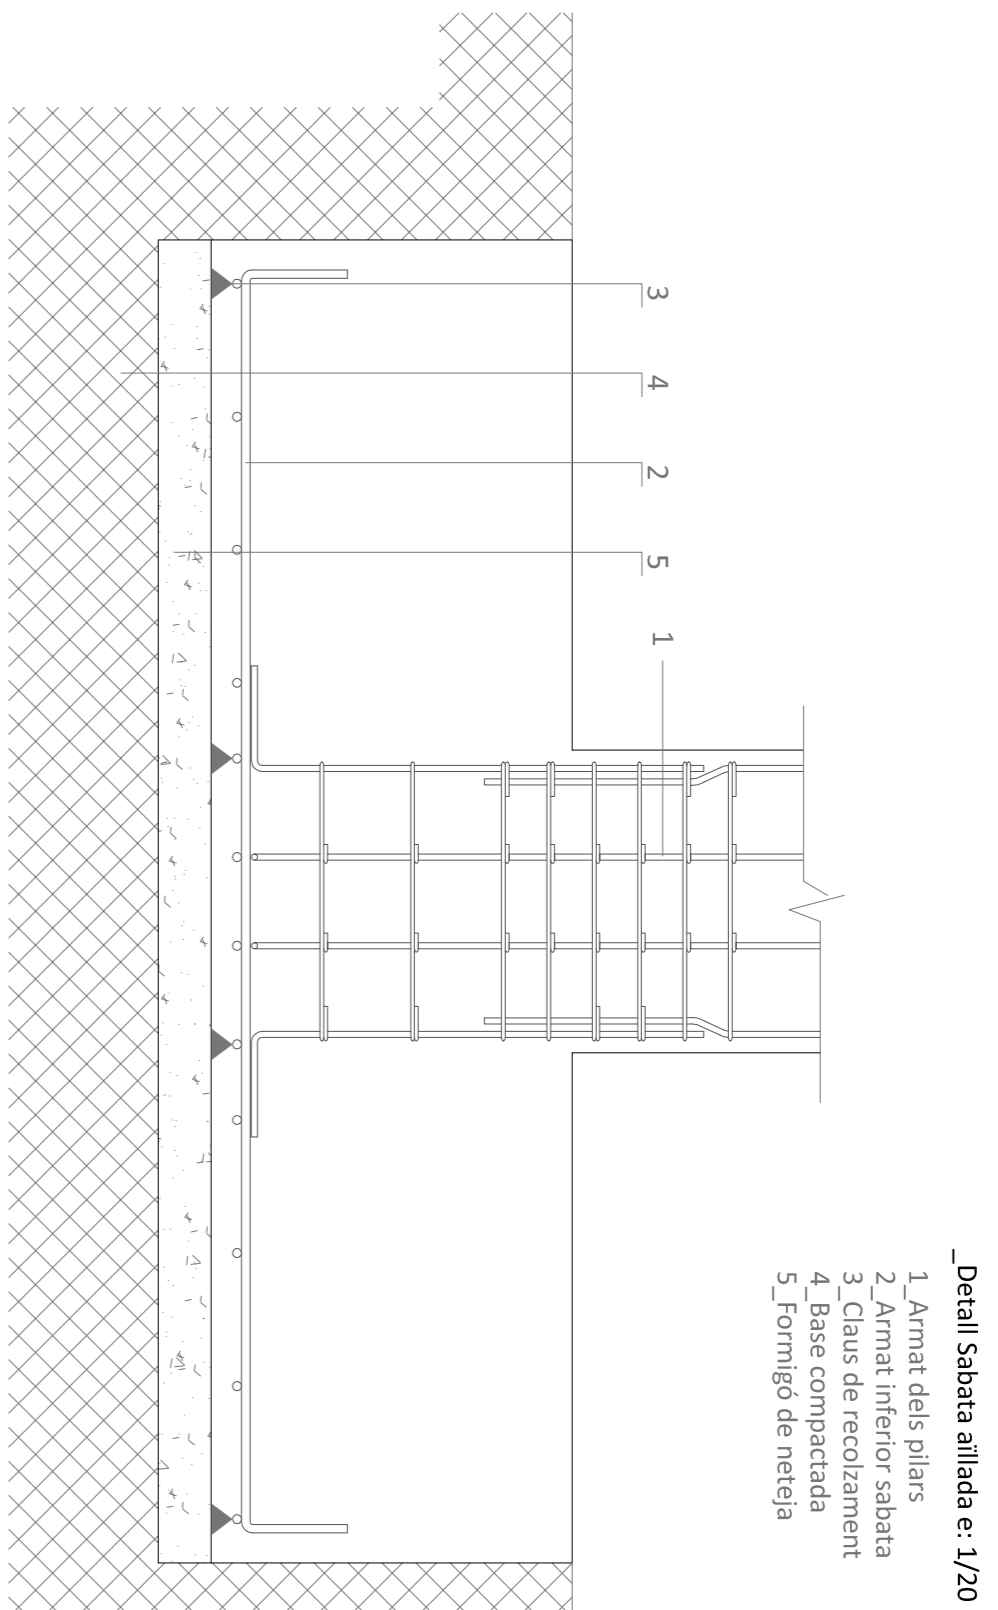 _Detall Sabata aïllada e: 1/20
1_Armat dels pilars
2_Armat inferior sabata
3_Claus de recolzament
4_Base compactada
5_Formigó de neteja
3
4
2
5
1